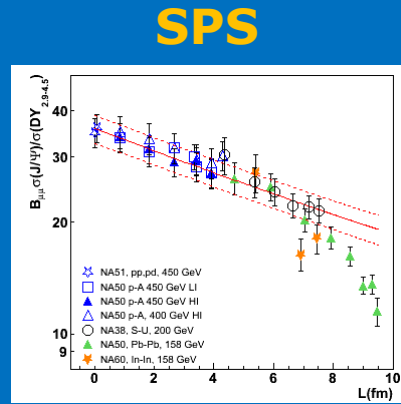 SPS
B_μμ σ(J/Ψ)/σ(DY_2.9-4.5)
40
30
20
10
9
0
2
4
6
8
10
L(fm)
NA51, pp,pd, 450 GeV
NA50 p-A 450 GeV LI
NA50 p-A 450 GeV HI
NA50 p-A, 400 GeV HI
NA38, S-U, 200 GeV
NA50, Pb-Pb, 158 GeV
NA60, In-In, 158 GeV